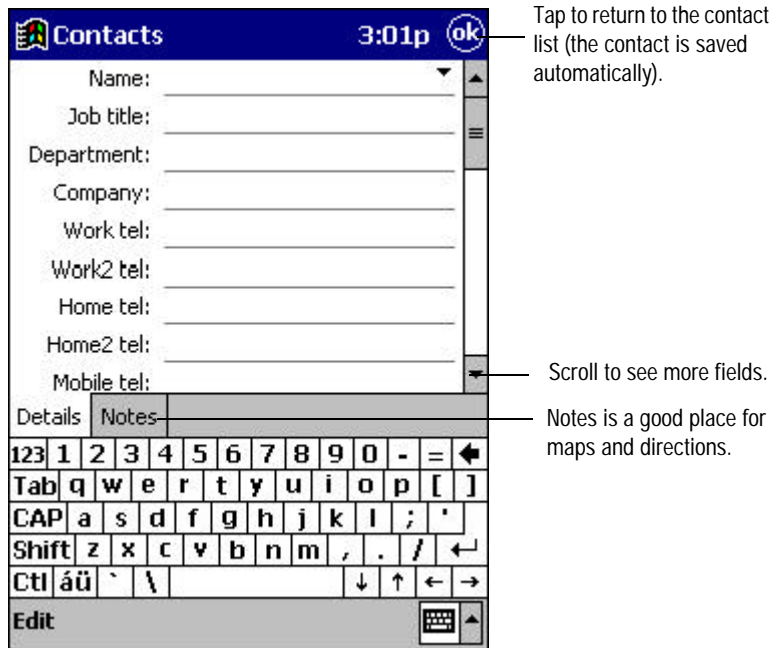 Contacts 3:01p ok
Tap to return to the contact
list (the contact is saved
automatically).
Name:
Job title:
Department:
Company:
Work tel:
Work2 tel:
Home tel:
Home2 tel:
Mobile tel:
Scroll to see more fields.
Details Notes
Notes is a good place for
maps and directions.
123 1 2 3 4 5 6 7 8 9 0 - = 🡸
Tab q w e r t y u i o p [ ]
CAP a s d f g h j k l ; '
Shift z x c v b n m , . / ↵
Ctl áü ` \ ↓ ↑ ← →
Edit